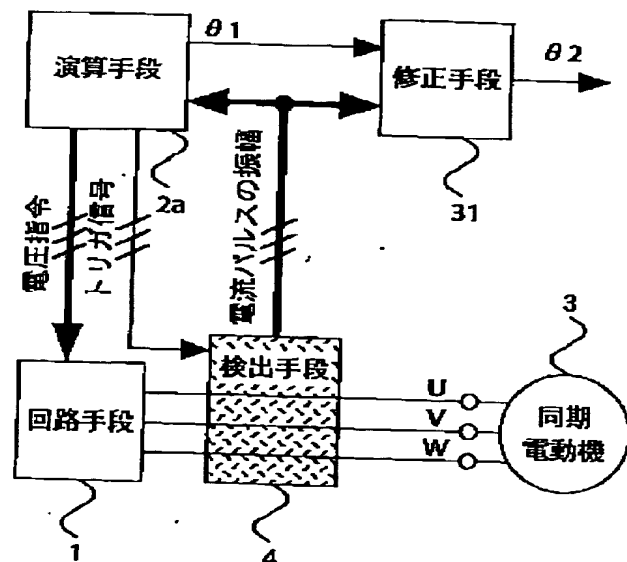 θ1
演算手段
修正手段
θ2
2a
31
電圧指令
トリガ信号
電流パルスの振幅
3
検出手段
回路手段
U
V
W
同期
電動機
1
4